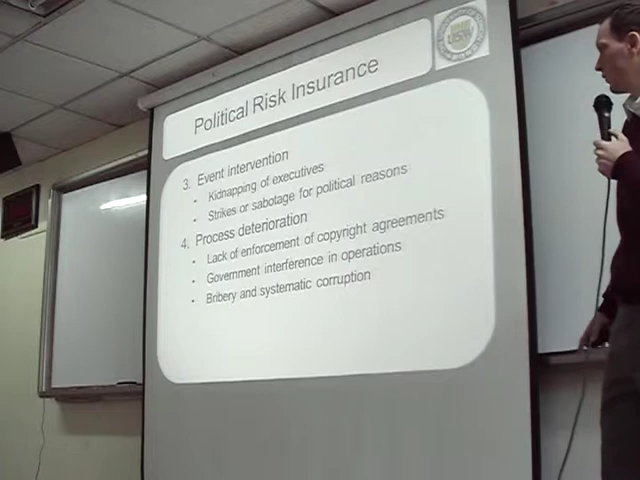 Political Risk Insurance
3. Event intervention
• Kidnapping of executives
• Strikes or sabotage for political reasons
4. Process deterioration
• Lack of enforcement of copyright agreements
• Government interference in operations
• Bribery and systematic corruption